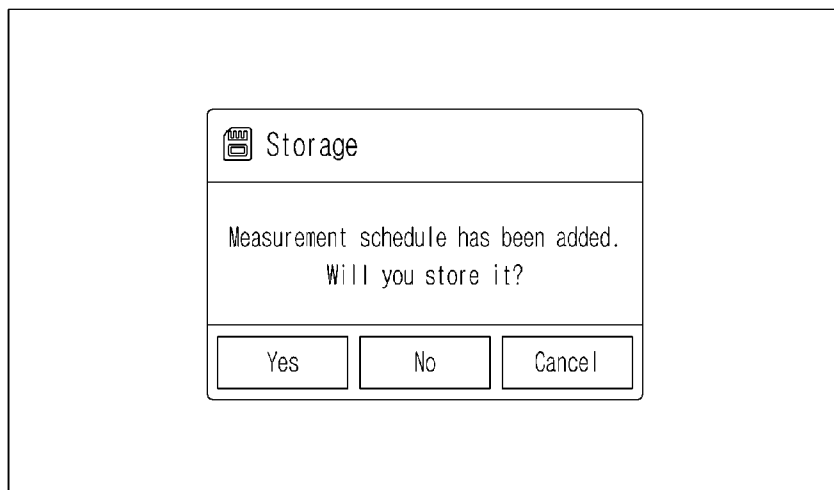 Storage
Measurement schedule has been added.
Will you store it?
Yes No Cancel